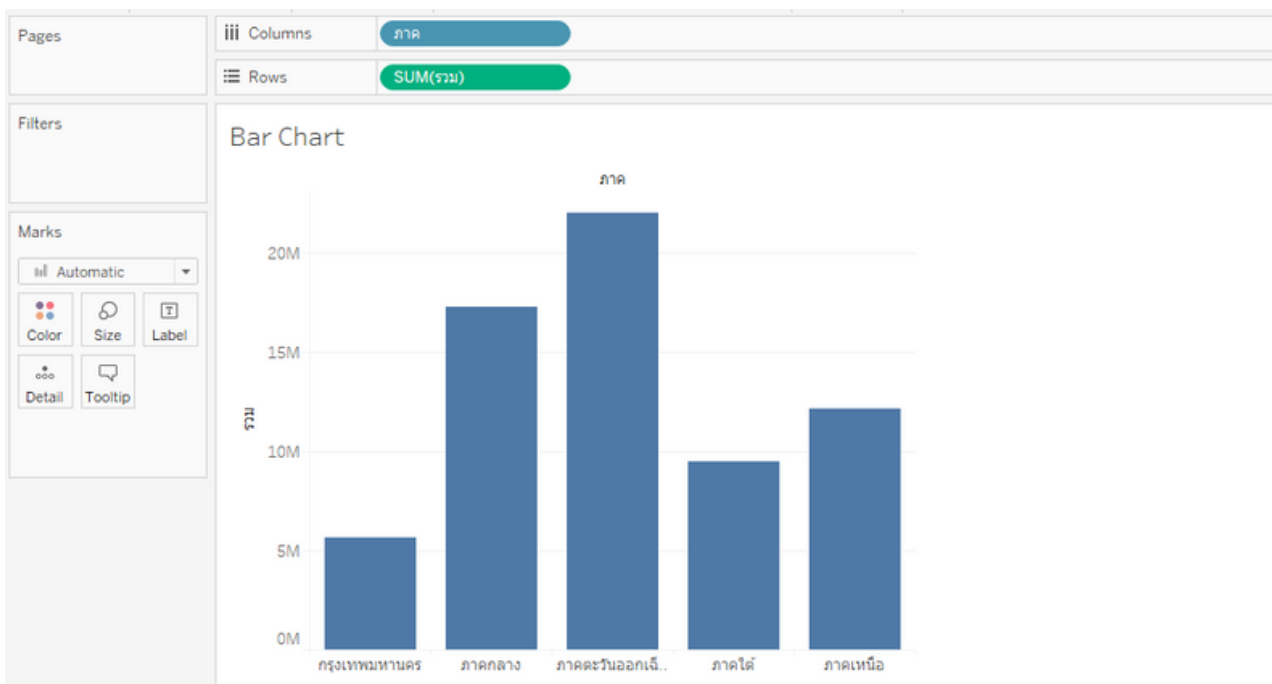 Pages
iii Columns
ภาค
Rows
SUM(รวม)
Filters
Bar Chart
ภาค
Marks
Automatic
Color
Size
Label
Detail
Tooltip
20M
15M
10M
5M
0M
รวม
กรุงเทพมหานคร
ภาคกลาง
ภาคตะวันออกเฉี..
ภาคใต้
ภาคเหนือ